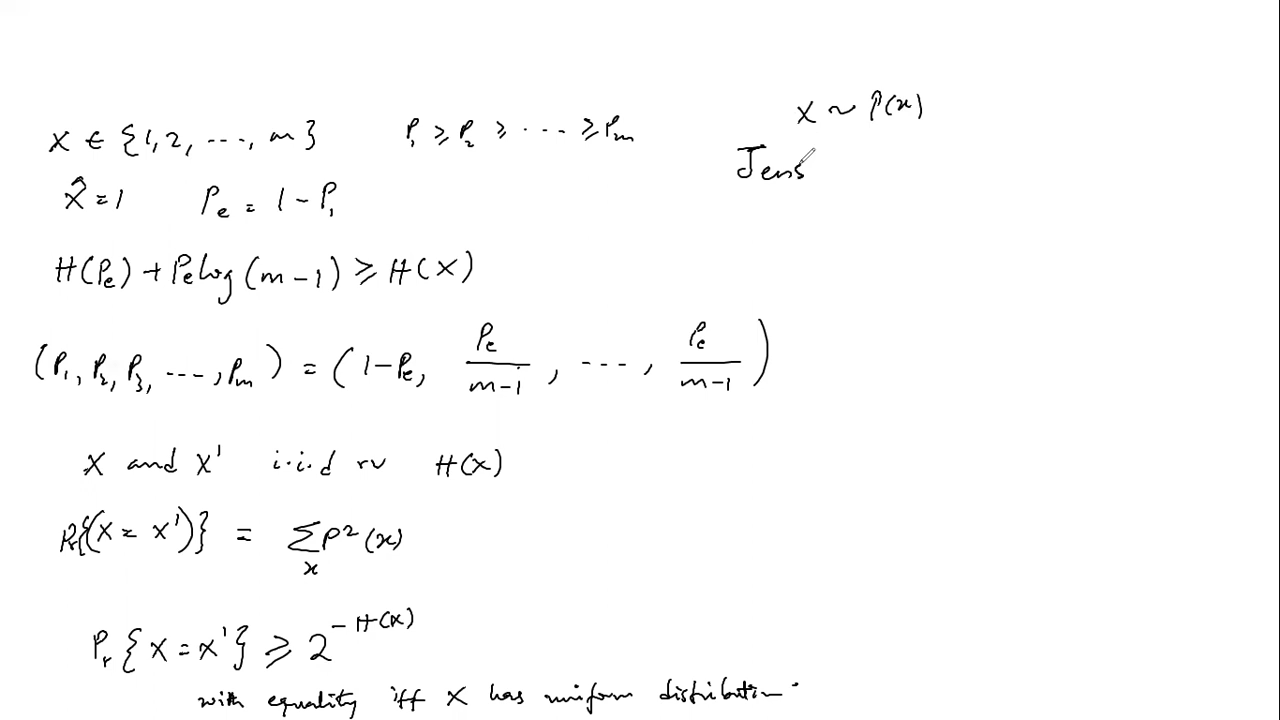 X ∈ {1,2, ..., m}   P₁ ≥ P₂ ≥ ... ≥ Pₘ
X̂ = 1   Pₑ = 1 - P₁
H(Pₑ) + Pₑ log(m-1) ≥ H(X)
(P₁, P₂, P₃, ..., Pₘ) = (1-Pₑ, Pₑ/(m-1), ..., Pₑ/(m-1))
X and X' i.i.d rv H(X)
Pr{(X = X')} = ∑ₓ P²(x)
Pr{X = X'} ≥ 2^(-H(X))
with equality iff X has uniform distribution.
X ~ P(x)
Jens